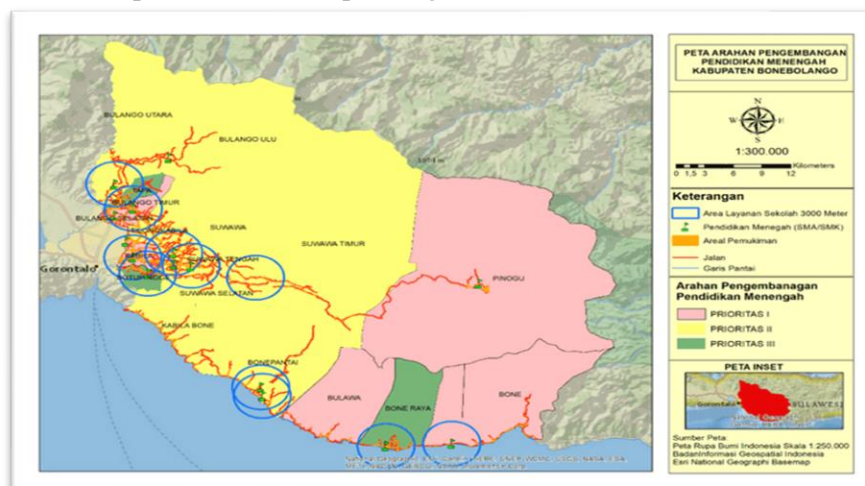 PETA ARAHAN PENGEMBANGAN
PENDIDIKAN MENENGAH
KABUPATEN BONEBOLANGO
N
W E
S
1:300.000
Kilometers
0 1,5 3 6 9 12
Keterangan
Area Layanan Sekolah 3000 Meter
Pendidikan Menegah (SMA/SMK)
Areal Pemukiman
Jalan
Garis Pantai
Arahan Pengembanagan
Pendidikan Menengah
PRIORITAS I
PRIORITAS II
PRIORITAS III
PETA INSET
Gorontalo
Sumber Peta:
Peta Rupa Bumi Indonesia Skala 1:250.000
BadanInformasi Geospatial Indonesia
Esri National Geographi Basemap
BULANGO UTARA
BULANGO ULU
TAPA
BULANGO TIMUR
SUWAWA
SUWAWA TIMUR
Gorontalo
SUWAWA SELATAN
PINOGU
KABILA BONE
BONEPANTAI
BULAWA
BONE RAYA
BONE